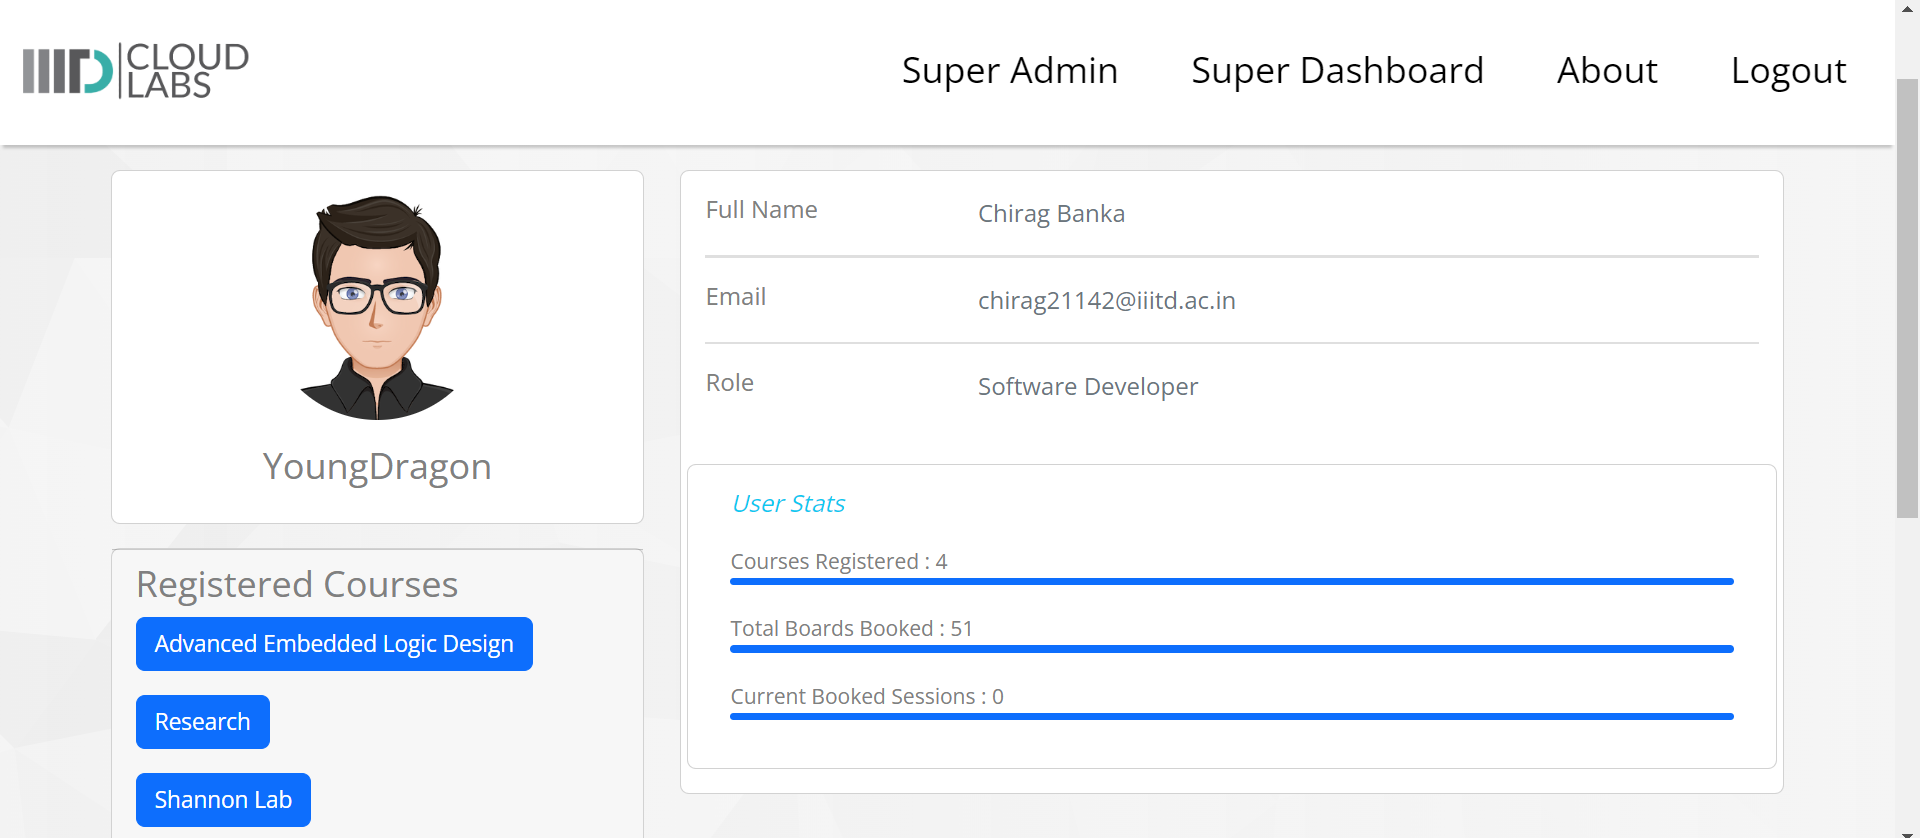 IIID CLOUD LABS
Super Admin
Super Dashboard
About
Logout
YoungDragon
Registered Courses
Advanced Embedded Logic Design
Research
Shannon Lab
Full Name
Chirag Banka
Email
chirag21142@iiitd.ac.in
Role
Software Developer
User Stats
Courses Registered : 4
Total Boards Booked : 51
Current Booked Sessions : 0